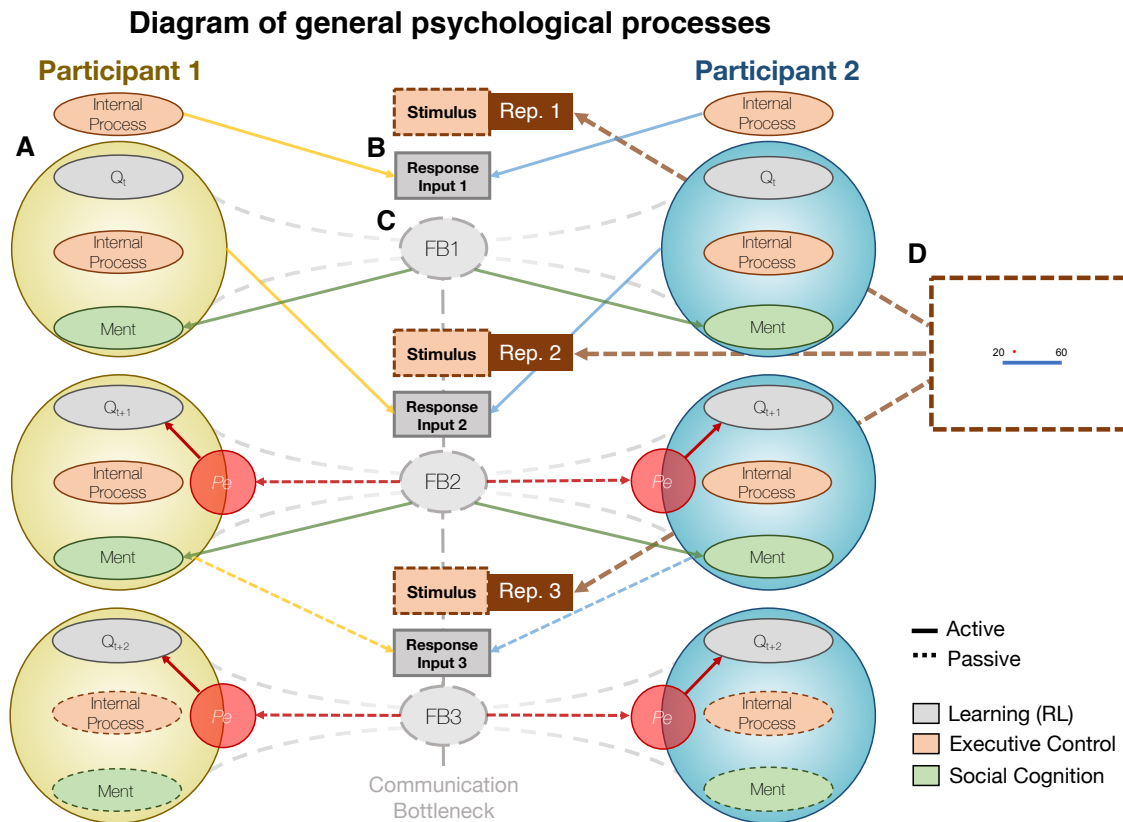 Diagram of general psychological processes
Participant 1
Participant 2
Internal
Process
Stimulus
Rep. 1
Internal
Process
A
B
Response
Input 1
Qt
Qt
C
FB1
Internal
Process
Internal
Process
D
Ment
Ment
20
60
Stimulus
Rep. 2
Response
Input 2
Qt+1
Qt+1
Internal
Process
Pe
FB2
Pe
Internal
Process
Ment
Ment
Stimulus
Rep. 3
Response
Input 3
Qt+2
Qt+2
Internal
Process
Pe
FB3
Pe
Internal
Process
Ment
Ment
Communication
Bottleneck
Active
Passive
Learning (RL)
Executive Control
Social Cognition